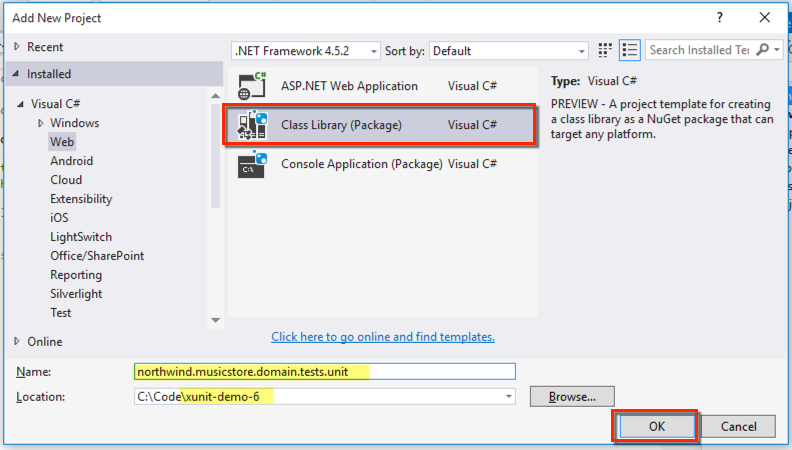 Add New Project
? X
Recent
.NET Framework 4.5.2 Sort by: Default Search Installed Te
Installed
Visual C#
Windows
Web
Android
Cloud
Extensibility
iOS
LightSwitch
Office/SharePoint
Reporting
Silverlight
Test
Online
C#
ASP.NET Web Application Visual C#
Class Library (Package) Visual C#
C:\ Console Application (Package) Visual C#
Type: Visual C#
PREVIEW - A project template for creating
a class library as a NuGet package that can
target any platform.
Click here to go online and find templates.
Name: northwind.musicstore.domain.tests.unit
Location: C:\Code\xunit-demo-6 Browse...
OK Cancel